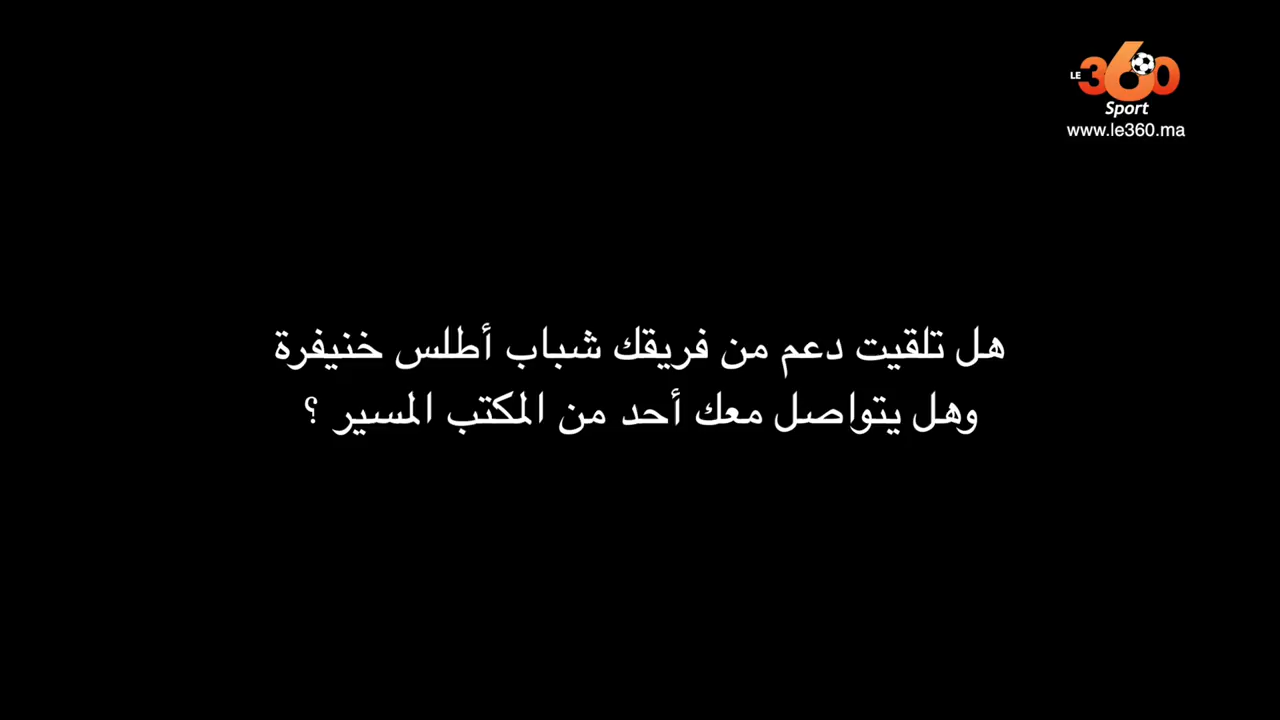 LE 360
Sport
www.le360.ma
هل تلقيت دعم من فريقك شباب أطلس خنيفرة
وهل يتواصل معك أحد من المكتب المسير ؟